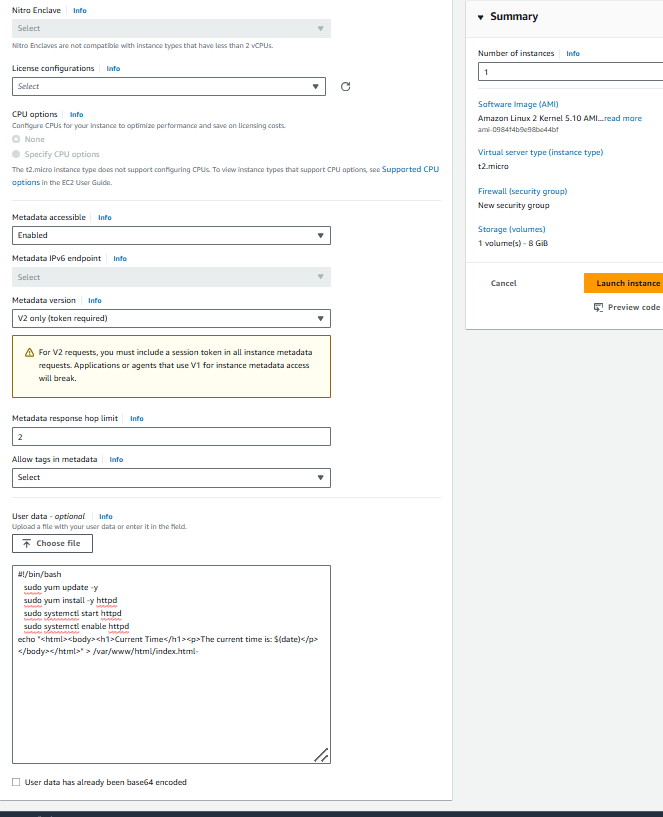 Nitro Enclave | Info
Select
Nitro Enclaves are not compatible with instance types that have less than 2 vCPUs.
License configurations | Info
Select
CPU options | Info
Configure CPUs for your instance to optimize performance and save on licensing costs.
None
Specify CPU options
The t2.micro instance type does not support configuring CPUs. To view instance types that support CPU options, see Supported CPU
options in the EC2 User Guide.
Metadata accessible | Info
Enabled
Metadata IPv6 endpoint | Info
Select
Metadata version | Info
V2 only (token required)
For V2 requests, you must include a session token in all instance metadata
requests. Applications or agents that use V1 for instance metadata access
will break.
Metadata response hop limit | Info
2
Allow tags in metadata | Info
Select
User data - optional | Info
Upload a file with your user data or enter it in the field.
Choose file
#!/bin/bash
sudo yum update -y
sudo yum install -y httpd
sudo systemctl start httpd
sudo systemctl enable httpd
echo "<html><body><h1>Current Time</h1><p>The current time is: $(date)</p>
</body></html>" > /var/www/html/index.html-
User data has already been base64 encoded
Summary
Number of instances | Info
1
Software Image (AMI)
Amazon Linux 2 Kernel 5.10 AMI...read more
ami-0984f4b9e98be44bf
Virtual server type (instance type)
t2.micro
Firewall (security group)
New security group
Storage (volumes)
1 volume(s) - 8 GiB
Cancel
Launch instance
Preview code